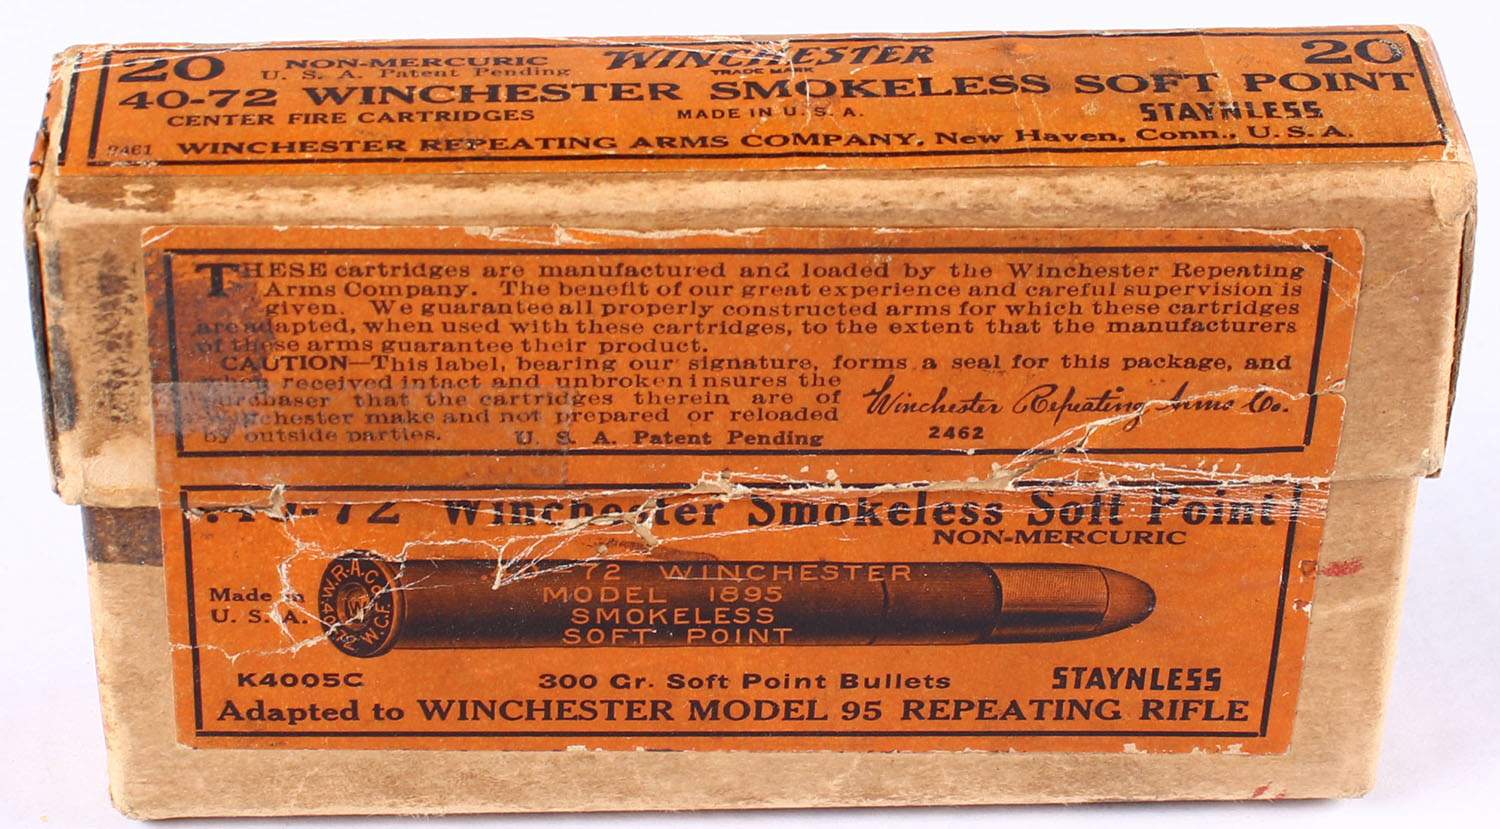 20 NON-MERCURIC WINCHESTER 20
U. S. A. Patent Pending TRADE MARK
40-72 WINCHESTER SMOKELESS SOFT POINT
CENTER FIRE CARTRIDGES MADE IN U. S. A. STAYNLESS
2461 WINCHESTER REPEATING ARMS COMPANY, New Haven, Conn., U. S. A.
THESE cartridges are manufactured and loaded by the Winchester Repeating
Arms Company. The benefit of our great experience and careful supervision is
given. We guarantee all properly constructed arms for which these cartridges
are adapted, when used with these cartridges, to the extent that the manufacturers
of these arms guarantee their product.
CAUTION—This label, bearing our signature, forms a seal for this package, and
when received intact and unbroken insures the
purchaser that the cartridges therein are of
Winchester make and not prepared or reloaded
by outside parties. U. S. A. Patent Pending
Winchester Repeating Arms Co.
2462
.40-72 Winchester Smokeless Soft Point
NON-MERCURIC
Made in
U. S. A.
W.R.A.Co.
40-72
W.C.F.
W
72 WINCHESTER
MODEL 1895
SMOKELESS
SOFT POINT
K4005C 300 Gr. Soft Point Bullets STAYNLESS
Adapted to WINCHESTER MODEL 95 REPEATING RIFLE